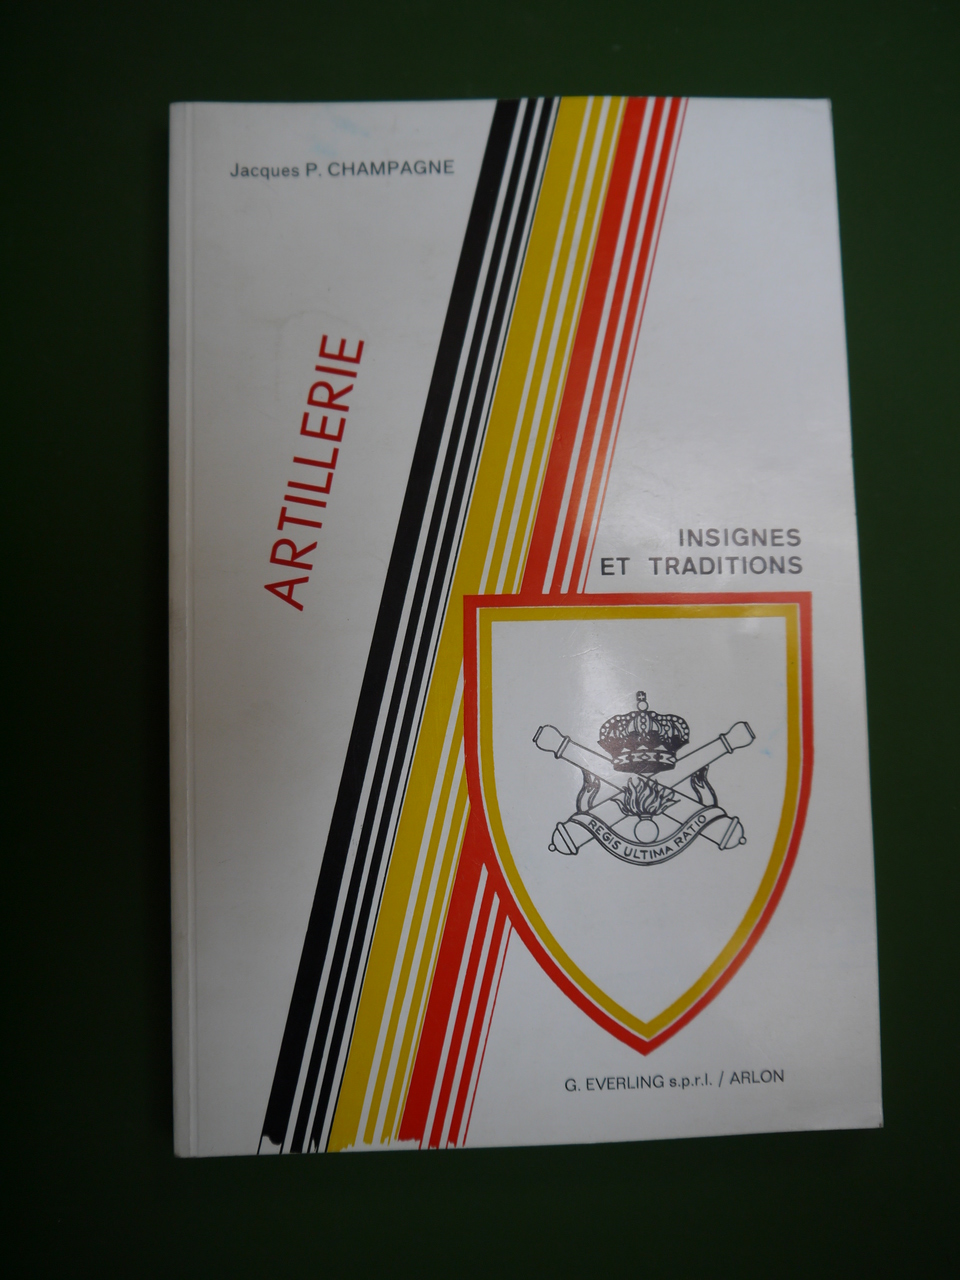 Jacques P. CHAMPAGNE
ARTILLERIE
INSIGNES
ET TRADITIONS
REGIS ULTIMA RATIO
G. EVERLING s.p.r.l. / ARLON